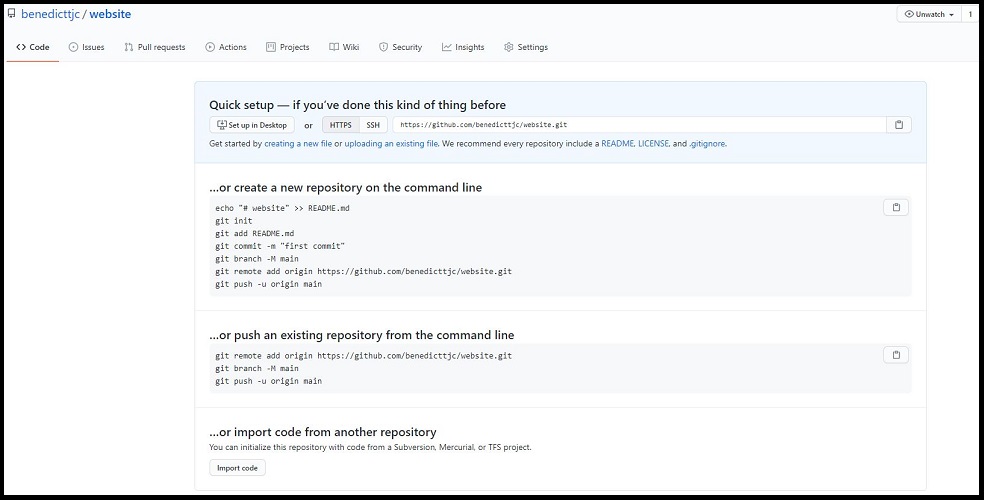 benedicttjc / website
Unwatch 1
Code Issues Pull requests Actions Projects Wiki Security Insights Settings
Quick setup — if you've done this kind of thing before
Set up in Desktop or HTTPS SSH https://github.com/benedicttjc/website.git
Get started by creating a new file or uploading an existing file. We recommend every repository include a README, LICENSE, and .gitignore.
…or create a new repository on the command line
echo "# website" >> README.md
git init
git add README.md
git commit -m "first commit"
git branch -M main
git remote add origin https://github.com/benedicttjc/website.git
git push -u origin main
…or push an existing repository from the command line
git remote add origin https://github.com/benedicttjc/website.git
git branch -M main
git push -u origin main
…or import code from another repository
You can initialize this repository with code from a Subversion, Mercurial, or TFS project.
Import code